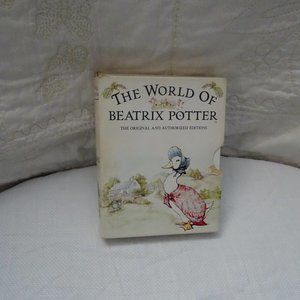 THE WORLD OF
BEATRIX POTTER
THE ORIGINAL AND AUTHORIZED EDITIONS